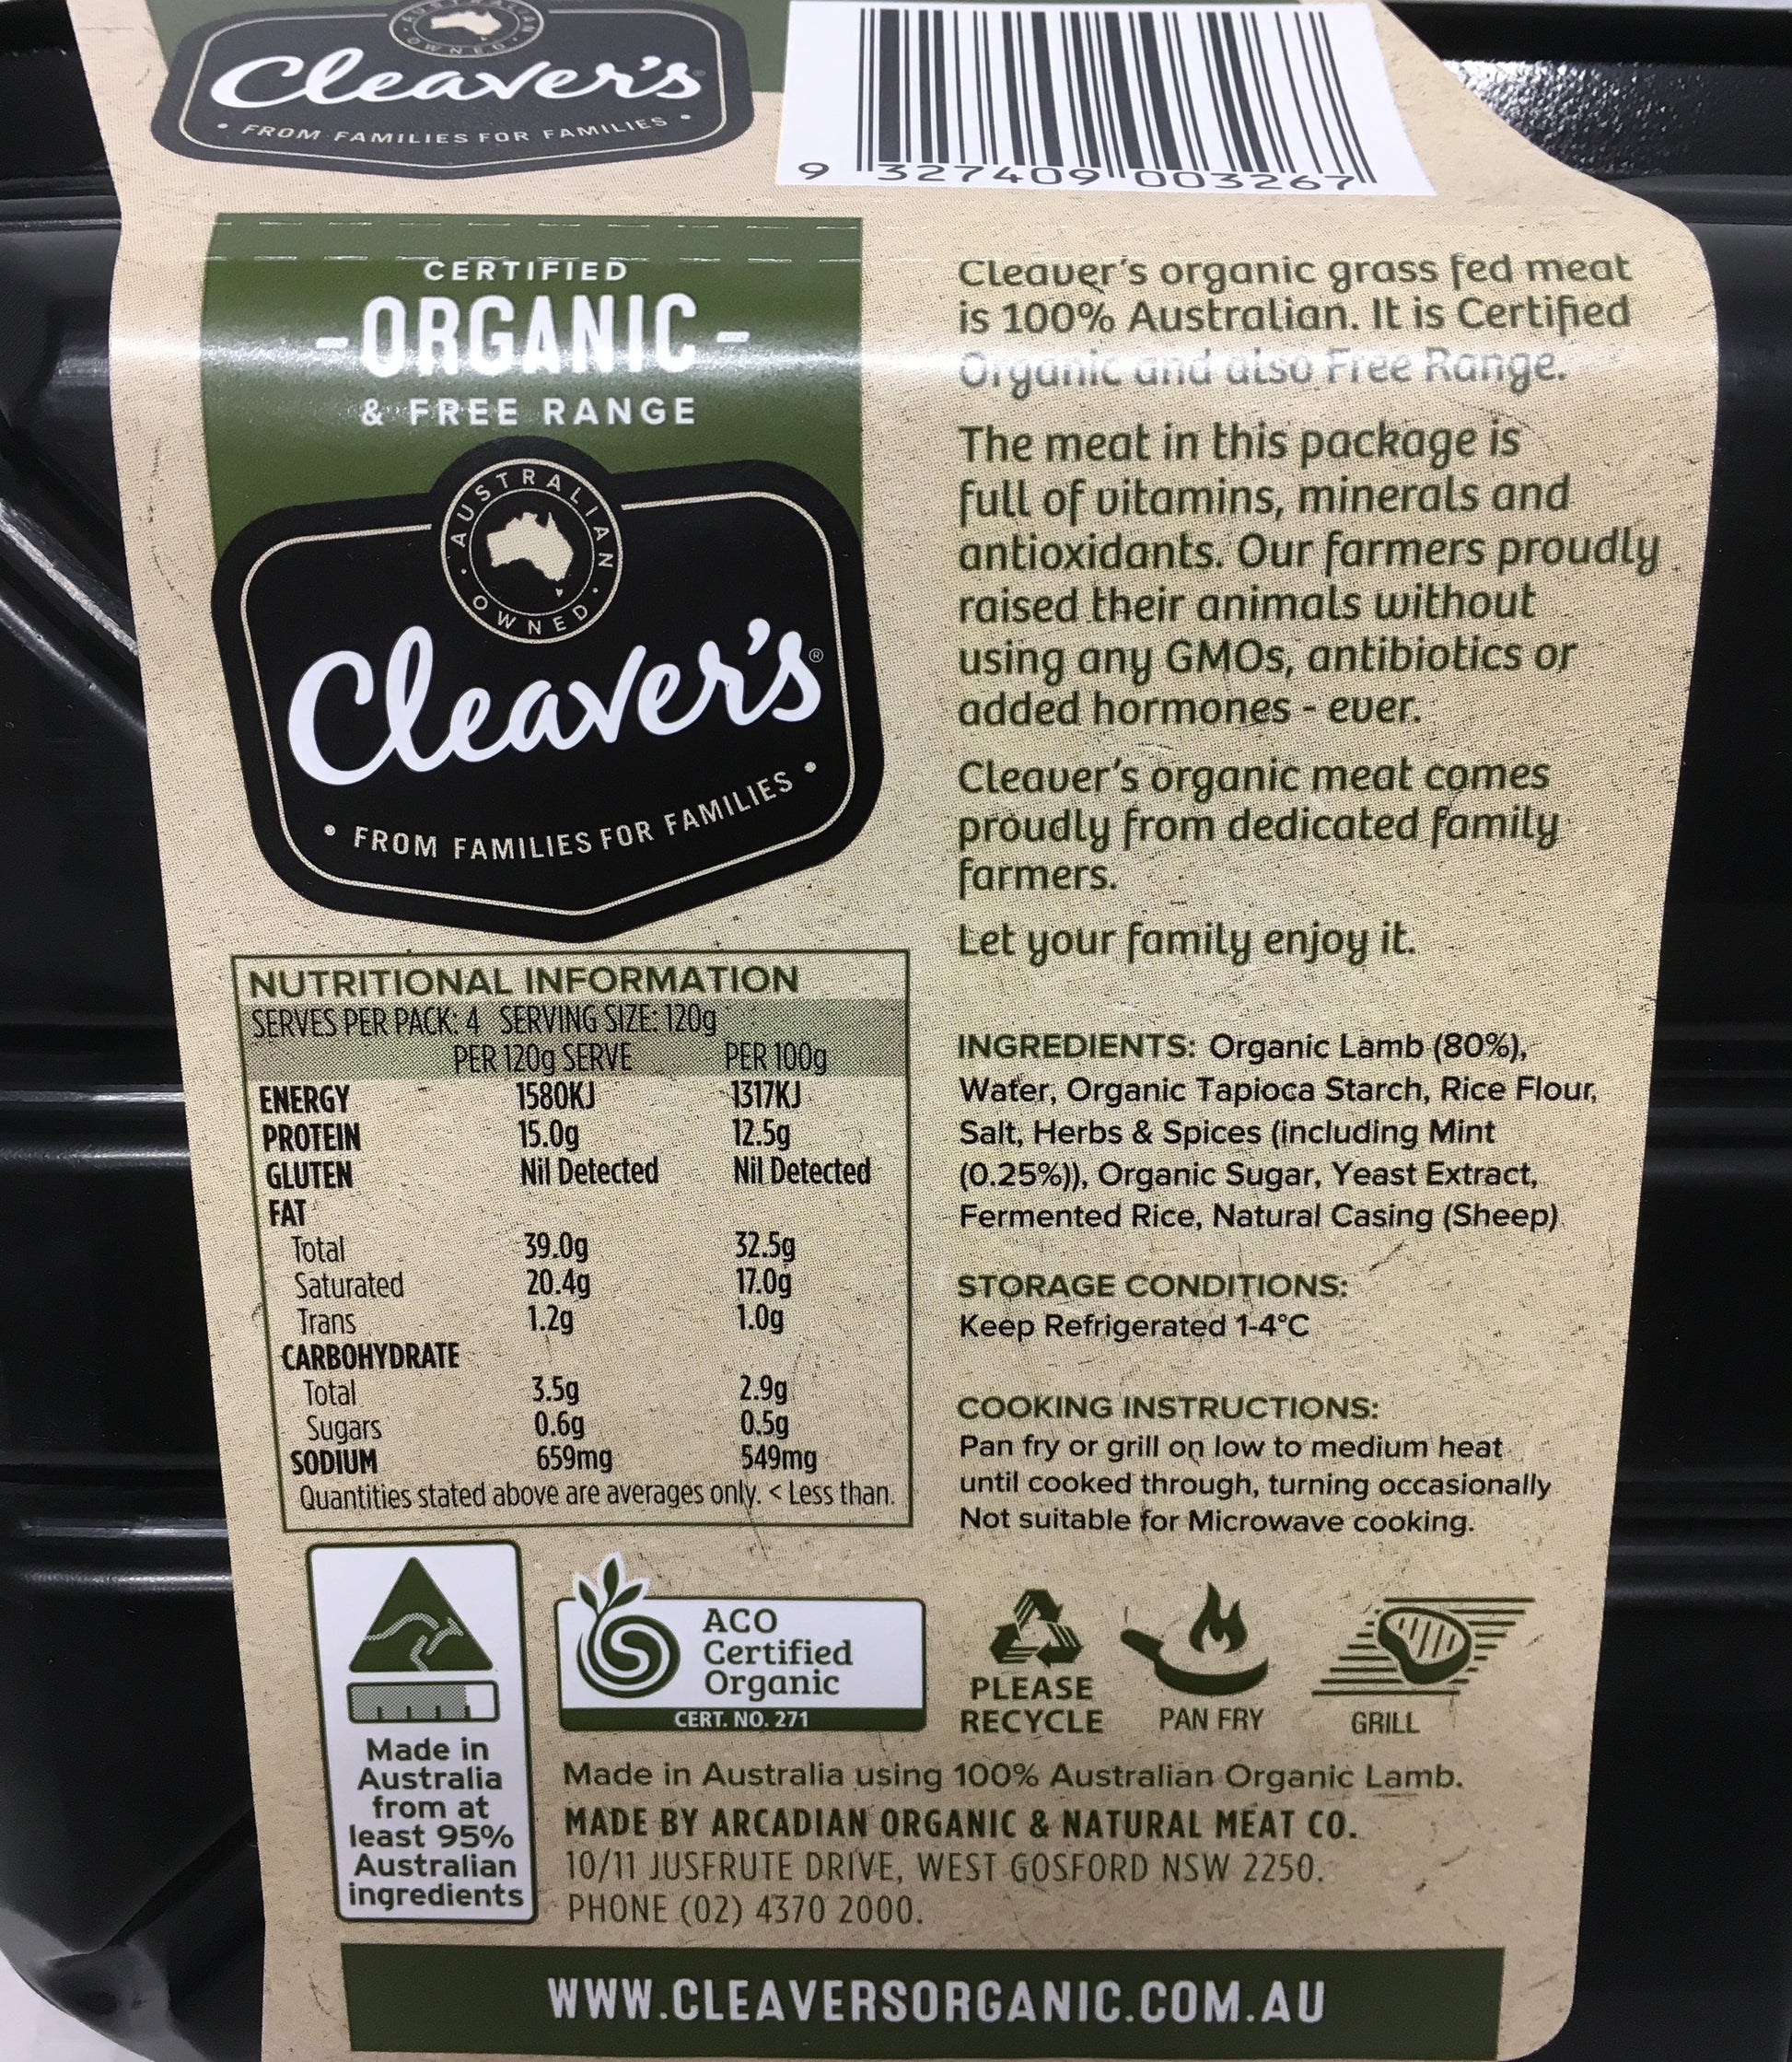 AUSTRALIAN
OWNED
Cleaver's
• FROM FAMILIES FOR FAMILIES •
9 327409 003267
CERTIFIED
-ORGANIC-
& FREE RANGE
AUSTRALIAN
OWNED
Cleaver's®
• FROM FAMILIES FOR FAMILIES •
Cleaver's organic grass fed meat
is 100% Australian. It is Certified
Organic and also Free Range.
The meat in this package is
full of vitamins, minerals and
antioxidants. Our farmers proudly
raised their animals without
using any GMOs, antibiotics or
added hormones - ever.
Cleaver's organic meat comes
proudly from dedicated family
farmers.
Let your family enjoy it.
NUTRITIONAL INFORMATION
SERVES PER PACK: 4 SERVING SIZE: 120g
PER 120g SERVE PER 100g
ENERGY 1580KJ 1317KJ
PROTEIN 15.0g 12.5g
GLUTEN Nil Detected Nil Detected
FAT
Total 39.0g 32.5g
Saturated 20.4g 17.0g
Trans 1.2g 1.0g
CARBOHYDRATE
Total 3.5g 2.9g
Sugars 0.6g 0.5g
SODIUM 659mg 549mg
Quantities stated above are averages only. < Less than.
INGREDIENTS: Organic Lamb (80%),
Water, Organic Tapioca Starch, Rice Flour,
Salt, Herbs & Spices (including Mint
(0.25%)), Organic Sugar, Yeast Extract,
Fermented Rice, Natural Casing (Sheep)
STORAGE CONDITIONS:
Keep Refrigerated 1-4°C
COOKING INSTRUCTIONS:
Pan fry or grill on low to medium heat
until cooked through, turning occasionally
Not suitable for Microwave cooking.
Made in
Australia
from at
least 95%
Australian
ingredients
ACO
Certified
Organic
CERT. NO. 271
PLEASE
RECYCLE
PAN FRY
GRILL
Made in Australia using 100% Australian Organic Lamb.
MADE BY ARCADIAN ORGANIC & NATURAL MEAT CO.
10/11 JUSFRUTE DRIVE, WEST GOSFORD NSW 2250.
PHONE (02) 4370 2000.
WWW.CLEAVERSORGANIC.COM.AU